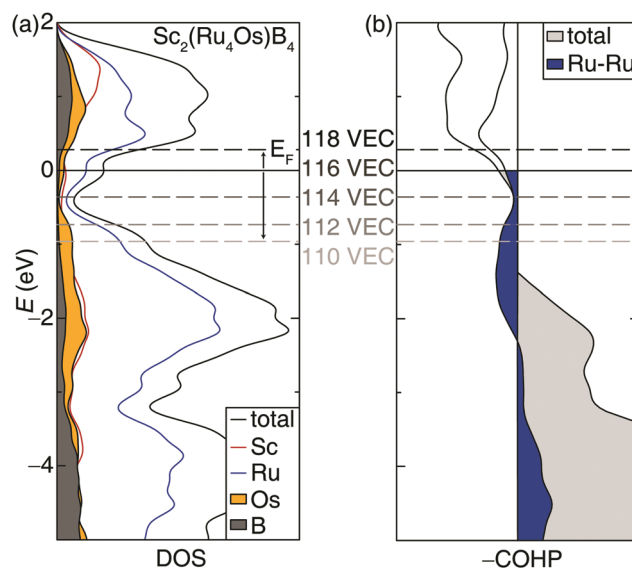 (a)
Sc₂(Ru₄Os)B₄
2
0
−2
−4
E (eV)
E_F
total
Sc
Ru
Os
B
DOS
118 VEC
116 VEC
114 VEC
112 VEC
110 VEC
(b)
total
Ru-Ru
−COHP